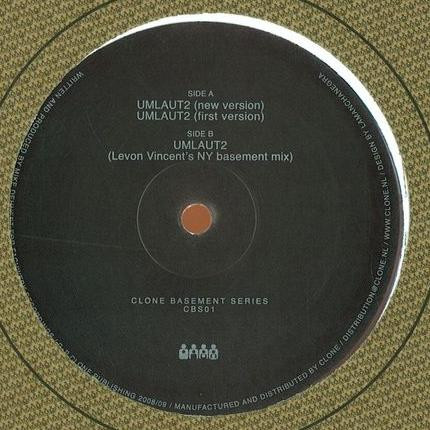 SIDE A
UMLAUT2 (new version)
UMLAUT2 (first version)
SIDE B
UMLAUT2
(Levon Vincent's NY basement mix)
CLONE BASEMENT SERIES
CBS01
WRITTEN AND PRODUCED BY MIKE
CLONE PUBLISHING 2008/09 / MANUFACTURED AND DISTRIBUTED BY CLONE / DISTRIBUTION@CLONE.NL / WWW.CLONE.NL / DESIGN BY LAMANCHANEGRA